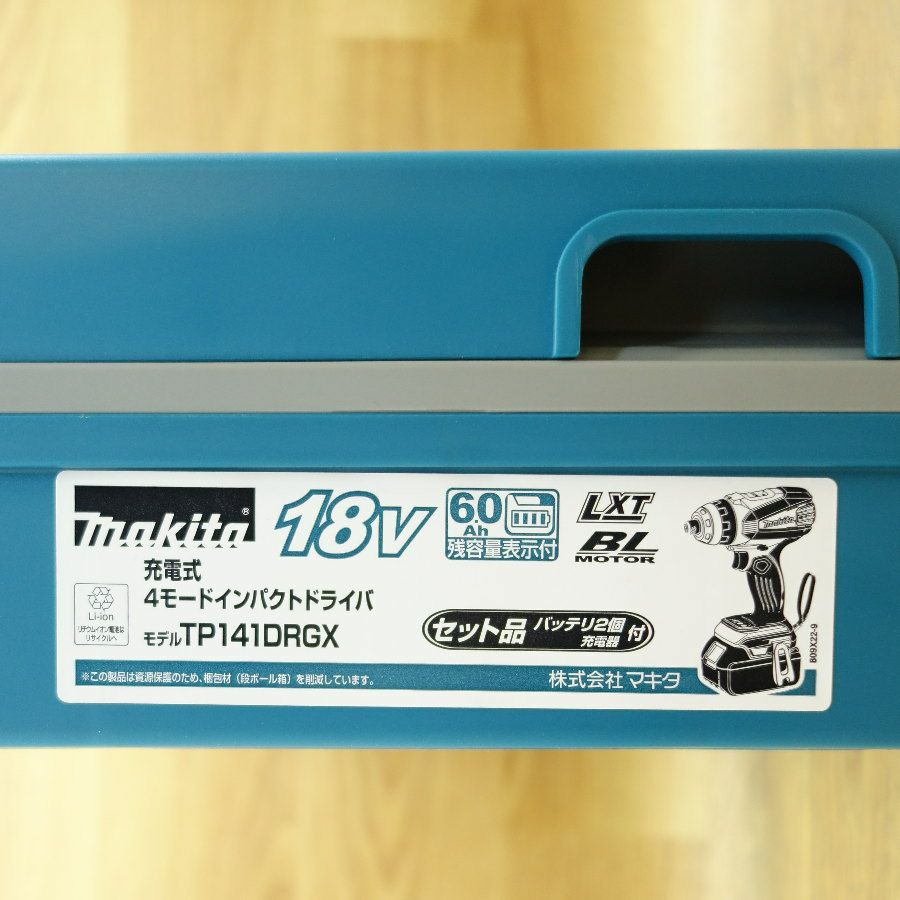 makita®
18V
6.0
Ah
残容量表示付
LXT
BL
MOTOR
充電式
4モードインパクトドライバ
モデルTP141DRGX
Li-ion
リチウムイオン電池は
リサイクルへ
セット品 バッテリ2個 充電器 付
makita
809X22-9
※この製品は資源保護のため、梱包材(段ボール箱)を削減しています。
株式会社マキタ